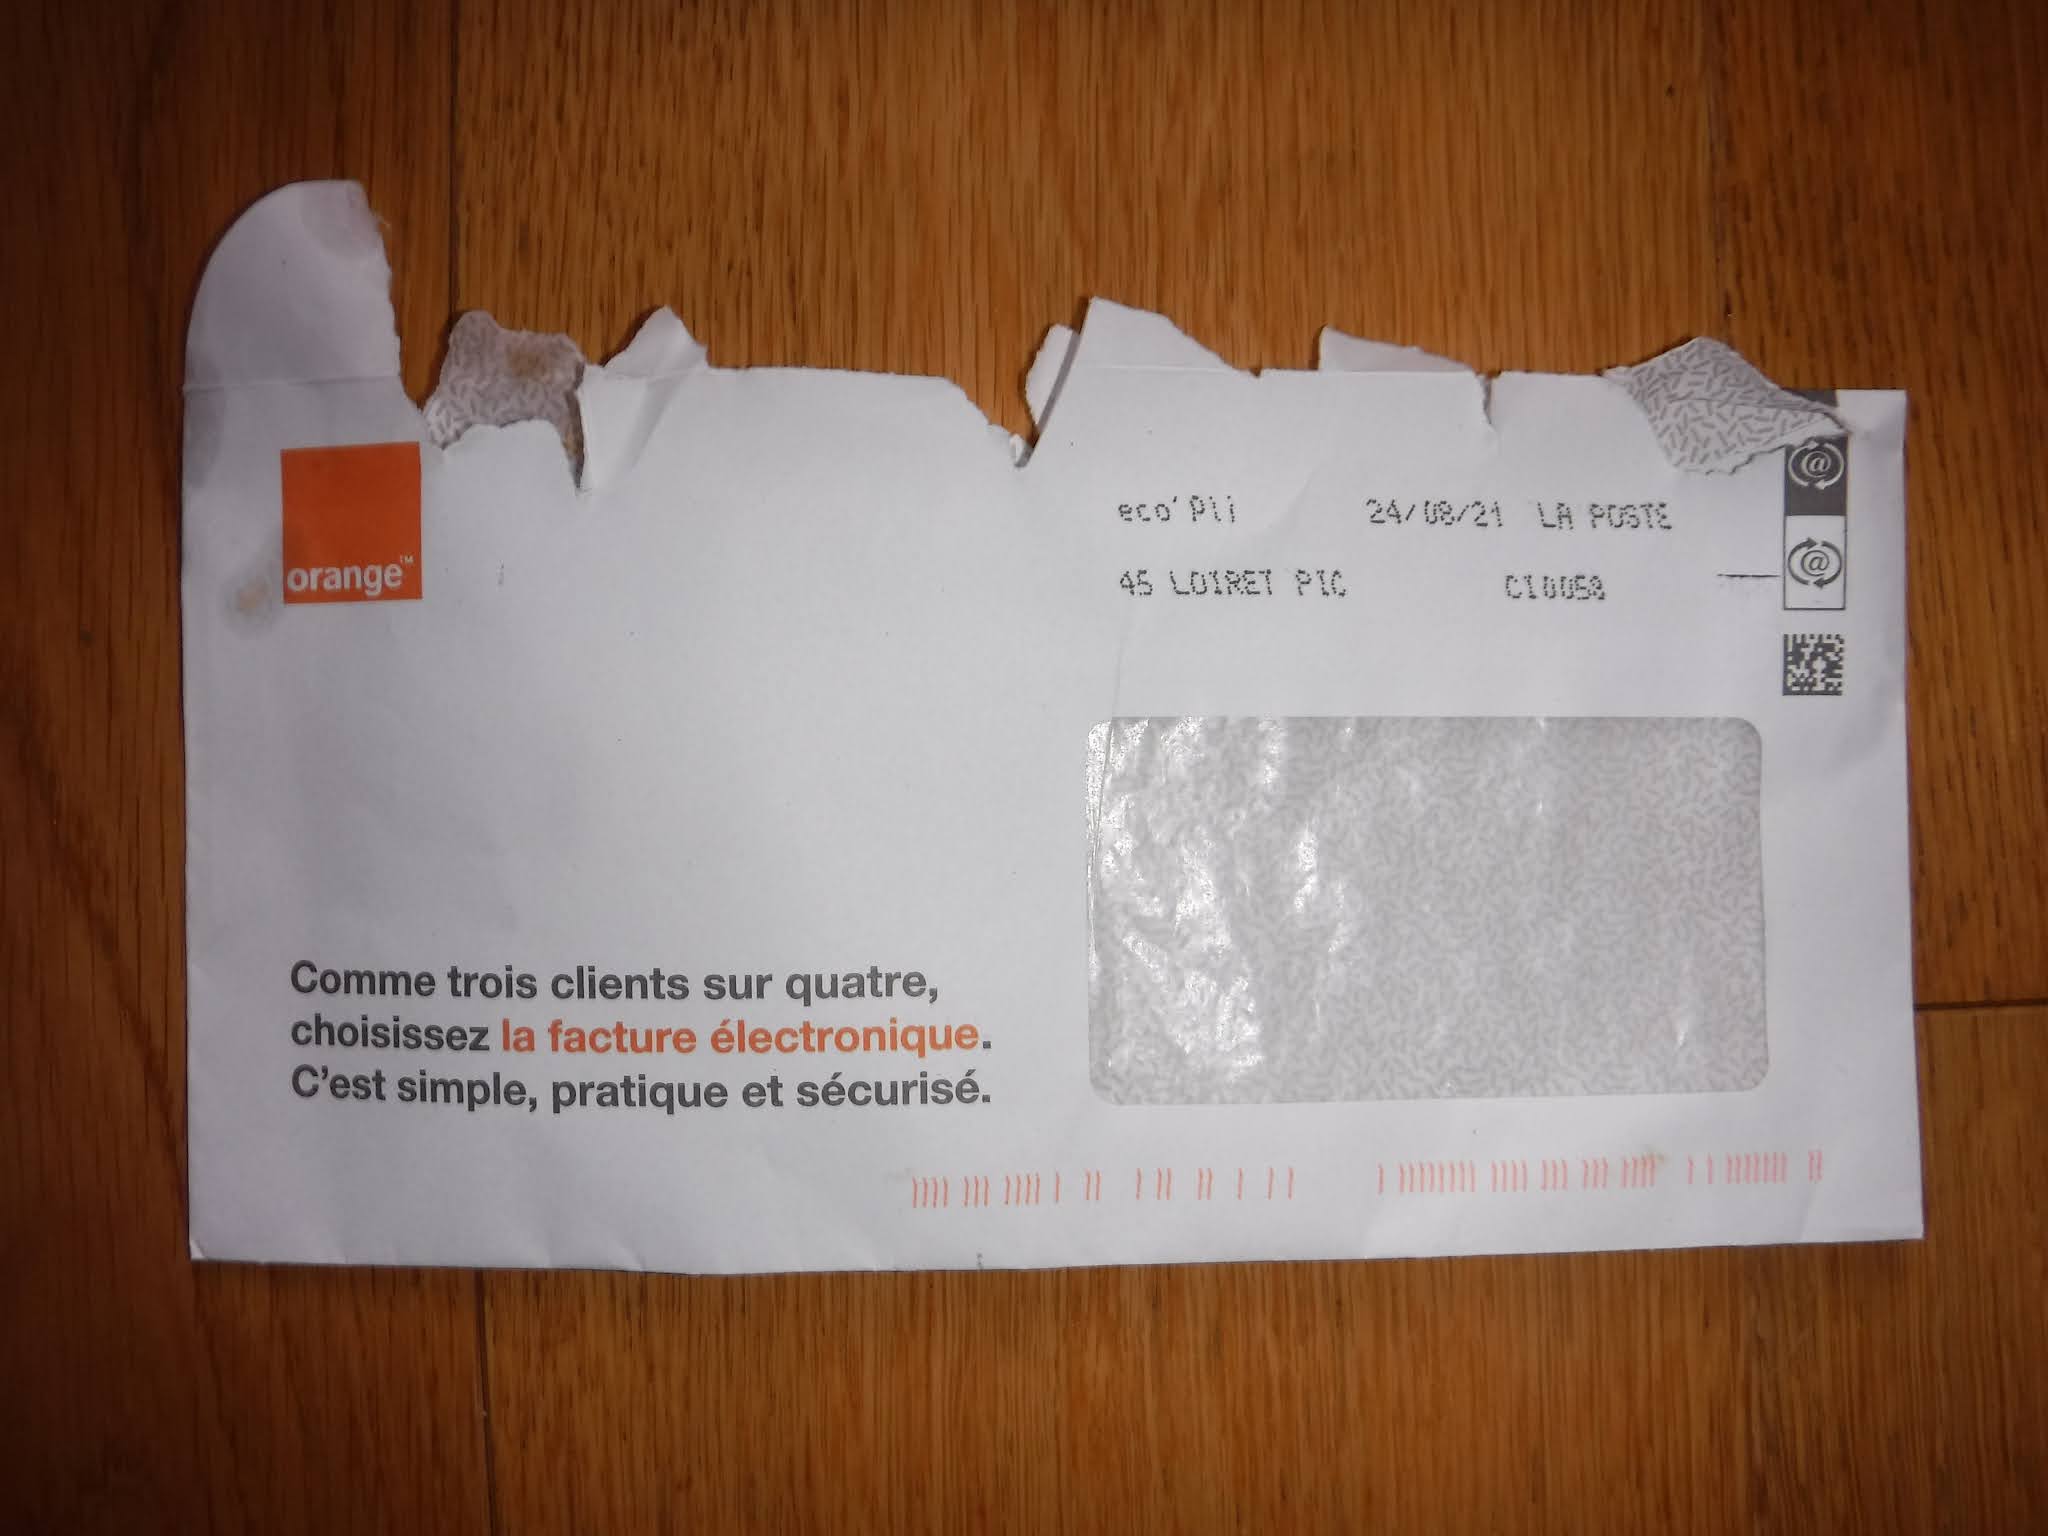 orange™
eco'Pli 24/08/21 LA POSTE
45 LOIRET PIC CI0058
Comme trois clients sur quatre,
choisissez la facture électronique.
C'est simple, pratique et sécurisé.